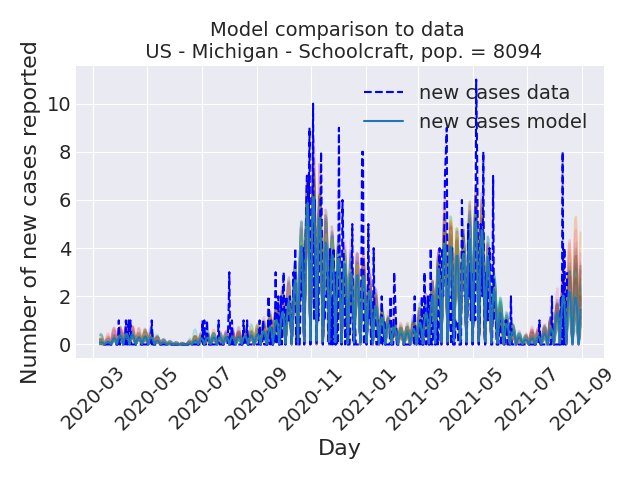 Model comparison to data
US - Michigan - Schoolcraft, pop. = 8094
new cases data
new cases model
Number of new cases reported
10
8
6
4
2
0
2020-03
2020-05
2020-07
2020-09
2020-11
2021-01
2021-03
2021-05
2021-07
2021-09
Day